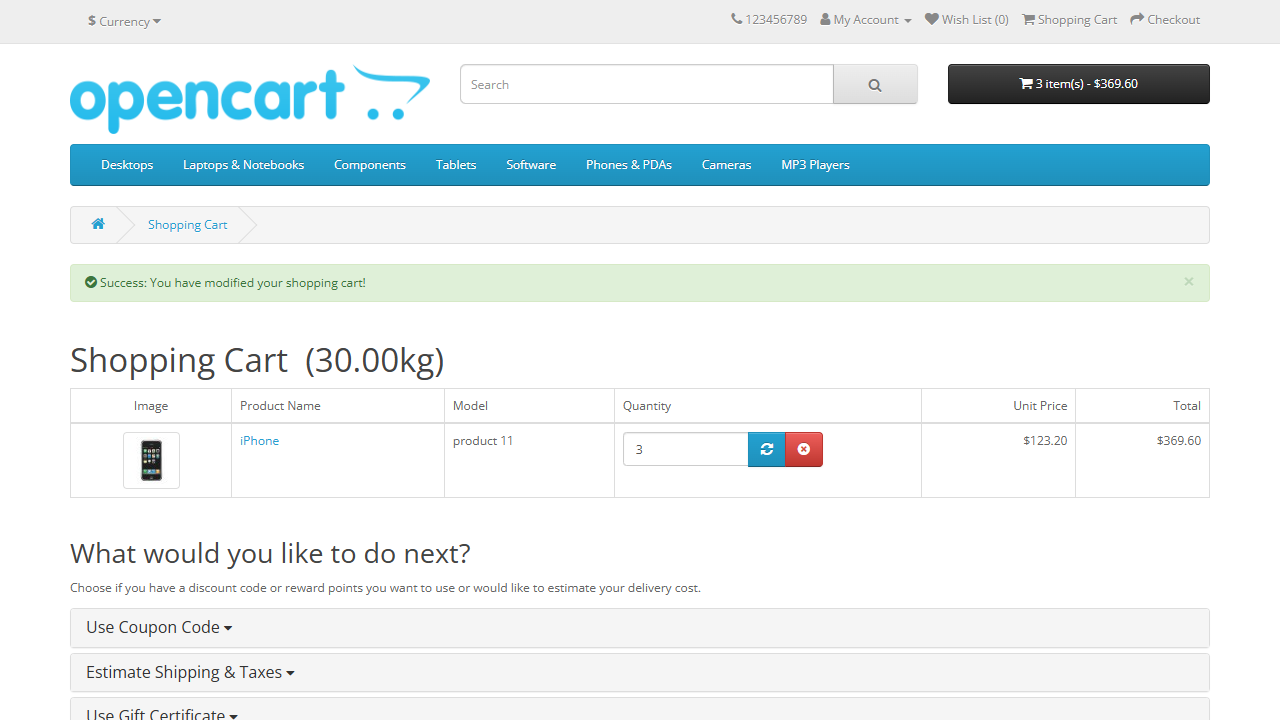 $ Currency
123456789 My Account Wish List (0) Shopping Cart Checkout
opencart
Search
3 item(s) - $369.60
Desktops Laptops & Notebooks Components Tablets Software Phones & PDAs Cameras MP3 Players
Shopping Cart
Success: You have modified your shopping cart!
×
Shopping Cart (30.00kg)
Image Product Name Model Quantity Unit Price Total
iPhone product 11 3 $123.20 $369.60
What would you like to do next?
Choose if you have a discount code or reward points you want to use or would like to estimate your delivery cost.
Use Coupon Code
Estimate Shipping & Taxes
Use Gift Certificate